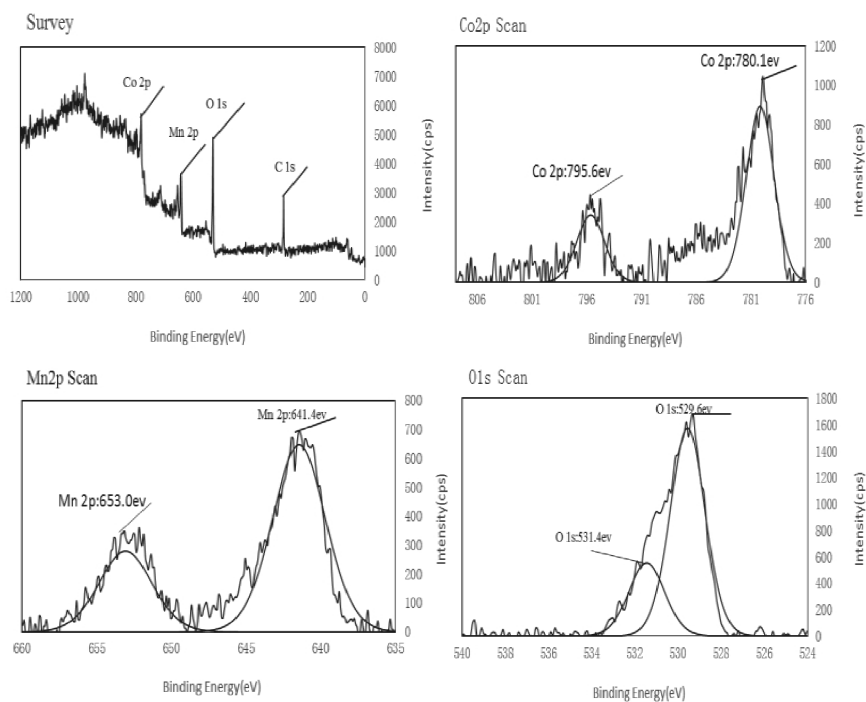 Survey
8000
7000
6000
5000
4000
3000
2000
1000
0
Intensity(cps)
Co 2p
Mn 2p
O 1s
C 1s
1200 1000 800 600 400 200 0
Binding Energy(eV)
Co2p Scan
1200
1000
800
600
400
200
0
Intensity(cps)
Co 2p:780.1ev
Co 2p:795.6ev
806 801 796 791 786 781 776
Binding Energy(eV)
Mn2p Scan
800
700
600
500
400
300
200
100
0
Intensity(cps)
Mn 2p:641.4ev
Mn 2p:653.0ev
660 655 650 645 640 635
Binding Energy(eV)
O1s Scan
1800
1600
1400
1200
1000
800
600
400
200
0
Intensity(cps)
O 1s:529.6ev
O 1s:531.4ev
540 538 536 534 532 530 528 526 524
Binding Energy(eV)